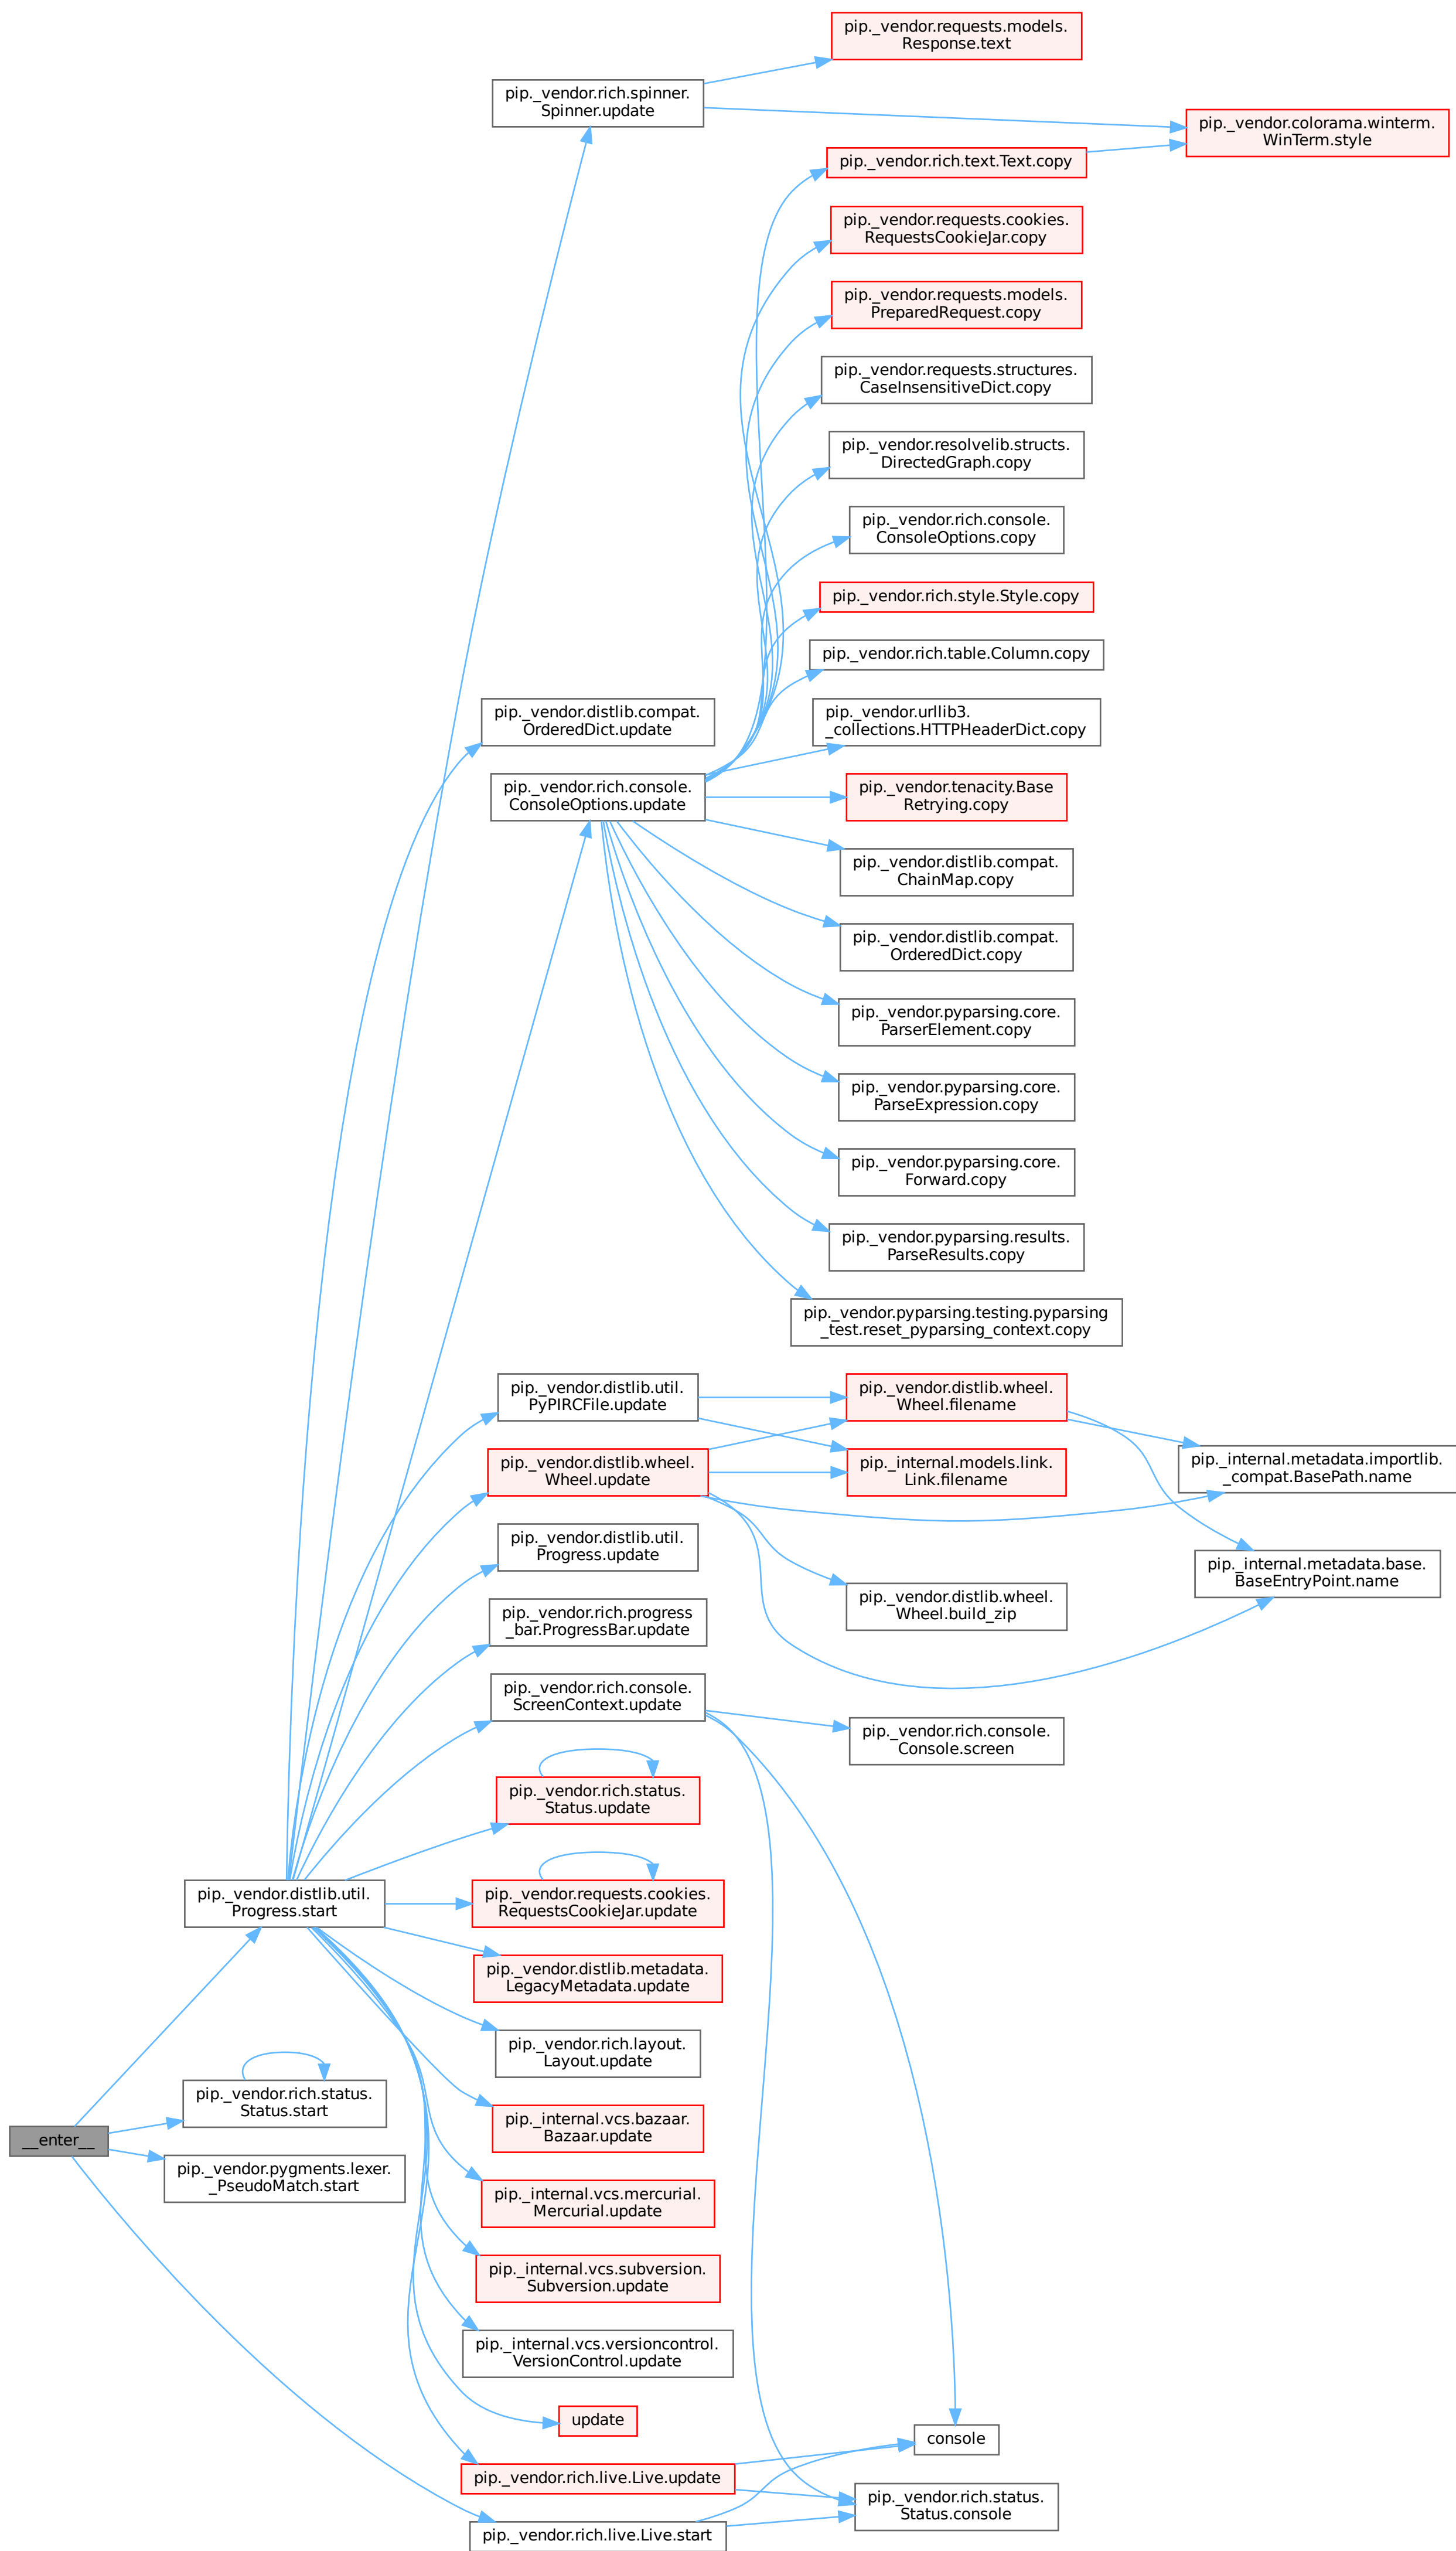 pip._vendor.requests.models.
Response.text
pip._vendor.rich.spinner.
Spinner.update
pip._vendor.colorama.winterm.
WinTerm.style
pip._vendor.rich.text.Text.copy
pip._vendor.requests.cookies.
RequestsCookieJar.copy
pip._vendor.requests.models.
PreparedRequest.copy
pip._vendor.requests.structures.
CaseInsensitiveDict.copy
pip._vendor.resolvelib.structs.
DirectedGraph.copy
pip._vendor.rich.console.
ConsoleOptions.copy
pip._vendor.rich.style.Style.copy
pip._vendor.rich.table.Column.copy
pip._vendor.distlib.compat.
OrderedDict.update
pip._vendor.urllib3.
_collections.HTTPHeaderDict.copy
pip._vendor.rich.console.
ConsoleOptions.update
pip._vendor.tenacity.Base
Retrying.copy
pip._vendor.distlib.compat.
ChainMap.copy
pip._vendor.distlib.compat.
OrderedDict.copy
pip._vendor.pyparsing.core.
ParserElement.copy
pip._vendor.pyparsing.core.
ParseExpression.copy
pip._vendor.pyparsing.core.
Forward.copy
pip._vendor.pyparsing.results.
ParseResults.copy
pip._vendor.pyparsing.testing.pyparsing
_test.reset_pyparsing_context.copy
pip._vendor.distlib.util.
PyPIRCFile.update
pip._vendor.distlib.wheel.
Wheel.filename
pip._vendor.distlib.wheel.
Wheel.update
pip._internal.models.link.
Link.filename
pip._internal.metadata.importlib.
_compat.BasePath.name
pip._vendor.distlib.util.
Progress.update
pip._internal.metadata.base.
BaseEntryPoint.name
pip._vendor.distlib.wheel.
Wheel.build_zip
pip._vendor.rich.progress
_bar.ProgressBar.update
pip._vendor.rich.console.
ScreenContext.update
pip._vendor.rich.console.
Console.screen
pip._vendor.rich.status.
Status.update
pip._vendor.distlib.util.
Progress.start
pip._vendor.requests.cookies.
RequestsCookieJar.update
pip._vendor.distlib.metadata.
LegacyMetadata.update
pip._vendor.rich.layout.
Layout.update
pip._vendor.rich.status.
Status.start
pip._internal.vcs.bazaar.
Bazaar.update
__enter__
pip._vendor.pygments.lexer.
_PseudoMatch.start
pip._internal.vcs.mercurial.
Mercurial.update
pip._internal.vcs.subversion.
Subversion.update
pip._internal.vcs.versioncontrol.
VersionControl.update
update
console
pip._vendor.rich.live.Live.update
pip._vendor.rich.status.
Status.console
pip._vendor.rich.live.Live.start